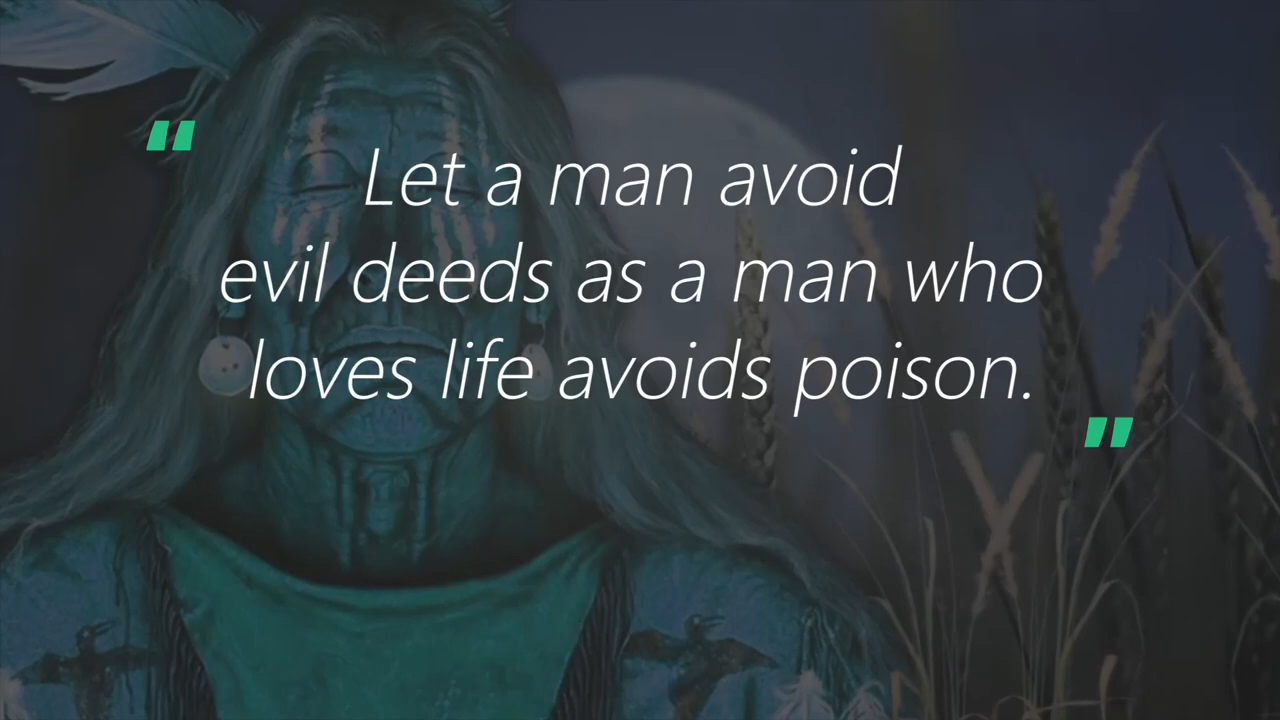 "Let a man avoid
evil deeds as a man who
loves life avoids poison."